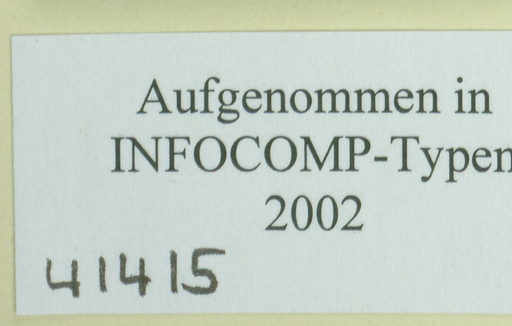 Aufgenommen in
INFOCOMP-Typen
2002
41415